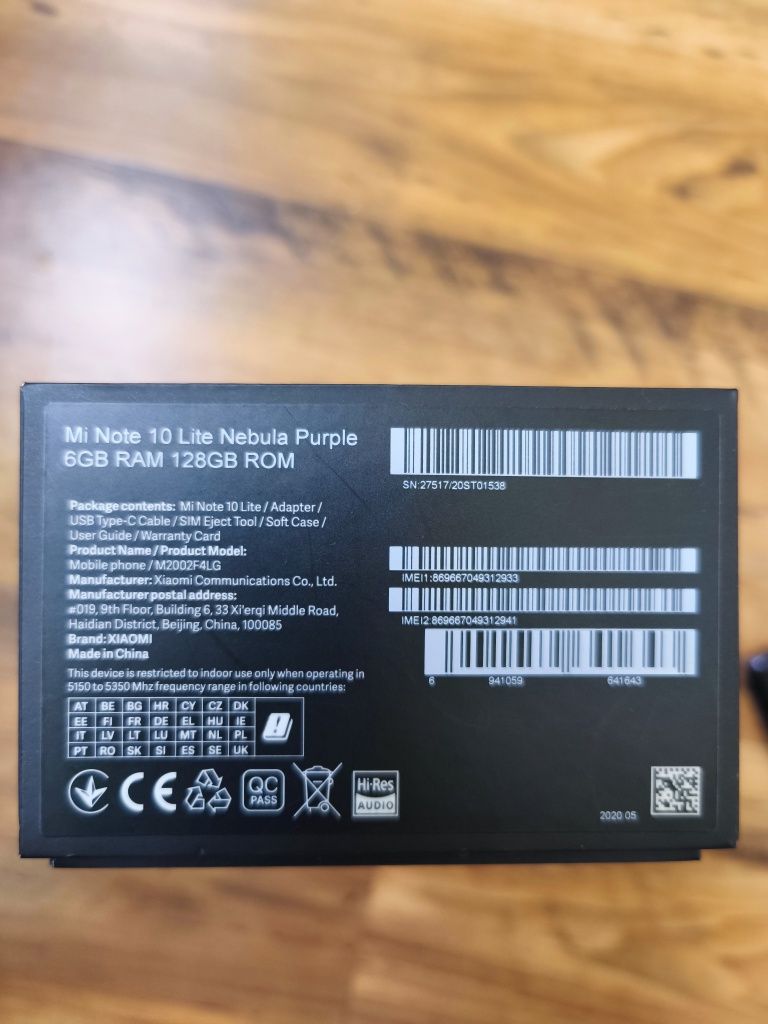 Mi Note 10 Lite Nebula Purple
6GB RAM 128GB ROM
Package contents: Mi Note 10 Lite / Adapter /
USB Type-C Cable / SIM Eject Tool / Soft Case /
User Guide / Warranty Card
Product Name / Product Model:
Mobile phone / M2002F4LG
Manufacturer: Xiaomi Communications Co., Ltd.
Manufacturer postal address:
#019, 9th Floor, Building 6, 33 Xi'erqi Middle Road,
Haidian District, Beijing, China, 100085
Brand: XIAOMI
Made in China
This device is restricted to indoor use only when operating in
5150 to 5350 Mhz frequency range in following countries:
AT BE BG HR CY CZ DK
EE FI FR DE EL HU IE
IT LV LT LU MT NL PL
PT RO SK SI ES SE UK
CE
QC
PASS
Hi-Res
AUDIO
SN:27517/20ST01538
IMEI1:869667049312933
IMEI2:869667049312941
6 941059 641643
2020 05